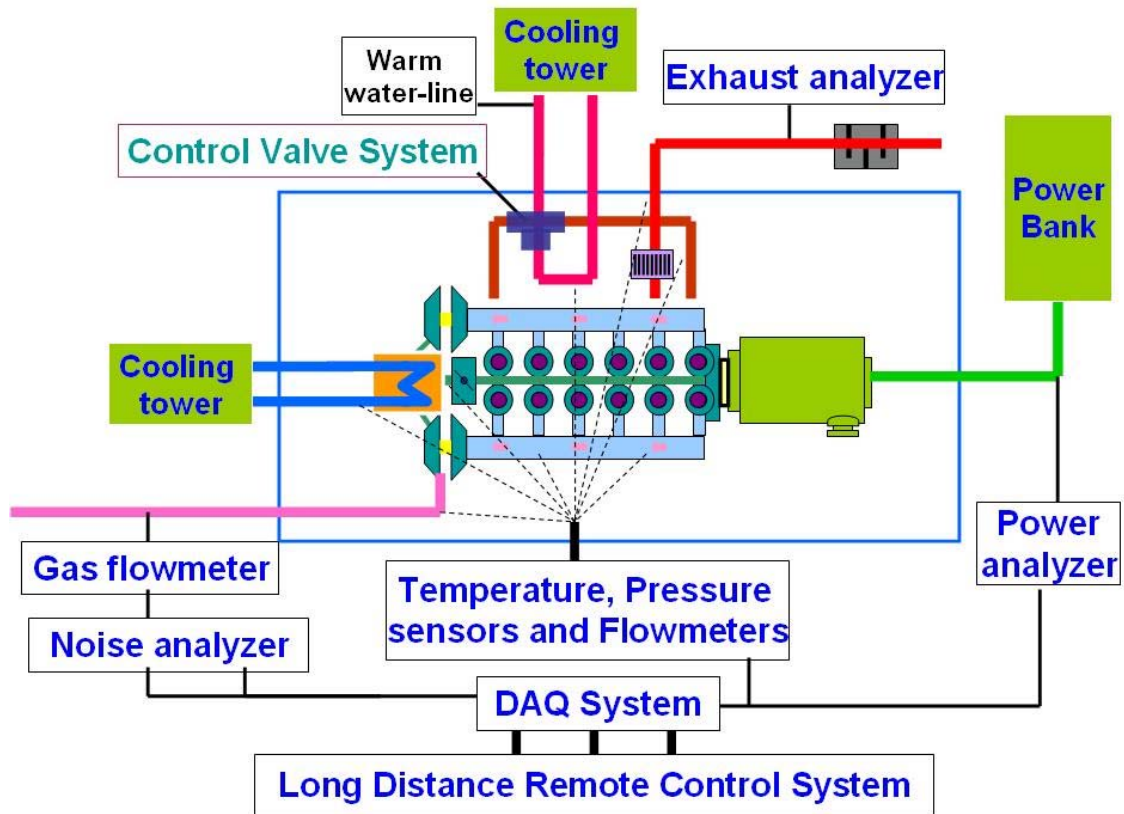 Cooling
tower
Warm
water-line
Exhaust analyzer
Control Valve System
Power
Bank
Cooling
tower
Gas flowmeter
Temperature, Pressure
sensors and Flowmeters
Power
analyzer
Noise analyzer
DAQ System
Long Distance Remote Control System